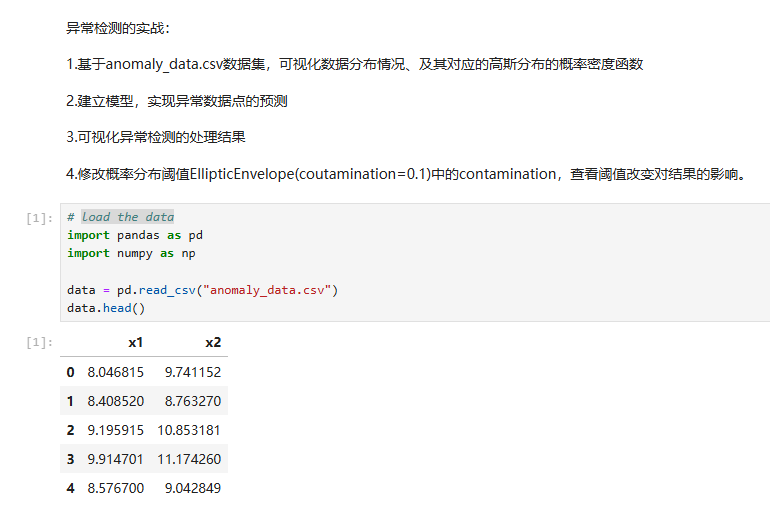 异常检测的实战：
1.基于anomaly_data.csv数据集，可视化数据分布情况、及其对应的高斯分布的概率密度函数
2.建立模型，实现异常数据点的预测
3.可视化异常检测的处理结果
4.修改概率分布阈值EllipticEnvelope(coutamination=0.1)中的contamination，查看阈值改变对结果的影响。
[1]: # load the data
import pandas as pd
import numpy as np
data = pd.read_csv("anomaly_data.csv")
data.head()
[1]: x1 x2
0 8.046815 9.741152
1 8.408520 8.763270
2 9.195915 10.853181
3 9.914701 11.174260
4 8.576700 9.042849